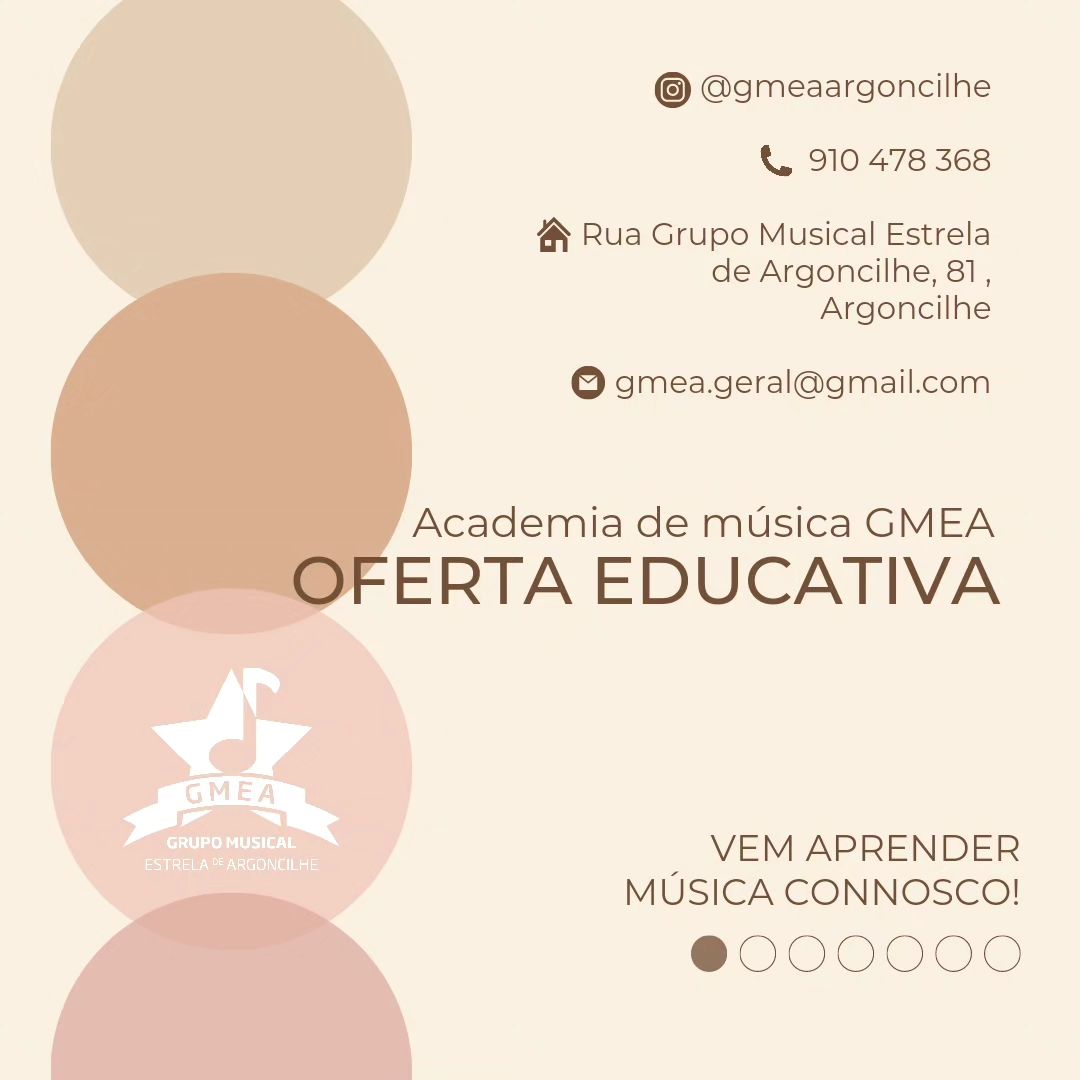 @gmeaargoncilhe
910 478 368
Rua Grupo Musical Estrela
de Argoncilhe, 81 ,
Argoncilhe
gmea.geral@gmail.com
Academia de música GMEA
OFERTA EDUCATIVA
GMEA
GRUPO MUSICAL
ESTRELA DE ARGONCILHE
VEM APRENDER
MÚSICA CONNOSCO!